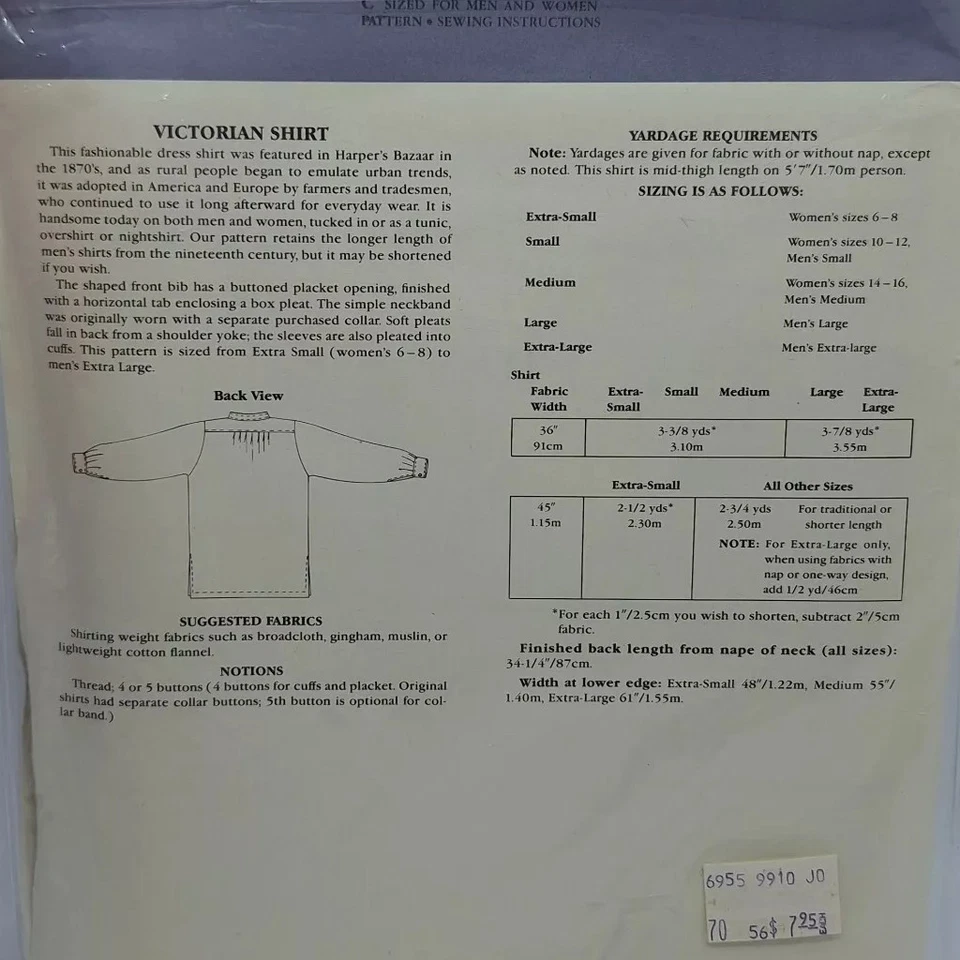 SIZED FOR MEN AND WOMEN
PATTERN • SEWING INSTRUCTIONS
VICTORIAN SHIRT
This fashionable dress shirt was featured in Harper's Bazaar in
the 1870's, and as rural people began to emulate urban trends,
it was adopted in America and Europe by farmers and tradesmen,
who continued to use it long afterward for everyday wear. It is
handsome today on both men and women, tucked in or as a tunic,
overshirt or nightshirt. Our pattern retains the longer length of
men's shirts from the nineteenth century, but it may be shortened
if you wish.
The shaped front bib has a buttoned placket opening, finished
with a horizontal tab enclosing a box pleat. The simple neckband
was originally worn with a separate purchased collar. Soft pleats
fall in back from a shoulder yoke; the sleeves are also pleated into
cuffs. This pattern is sized from Extra Small (women's 6–8) to
men's Extra Large.
Back View
SUGGESTED FABRICS
Shirting weight fabrics such as broadcloth, gingham, muslin, or
lightweight cotton flannel.
NOTIONS
Thread; 4 or 5 buttons (4 buttons for cuffs and placket. Original
shirts had separate collar buttons; 5th button is optional for col-
lar band.)
YARDAGE REQUIREMENTS
Note: Yardages are given for fabric with or without nap, except
as noted. This shirt is mid-thigh length on 5'7"/1.70m person.
SIZING IS AS FOLLOWS:
Extra-Small Women's sizes 6–8
Small Women's sizes 10–12,
Men's Small
Medium Women's sizes 14–16,
Men's Medium
Large Men's Large
Extra-Large Men's Extra-large
Shirt
Fabric Extra- Small Medium Large Extra-
Width Small Large
36" 3-3/8 yds* 3-7/8 yds*
91cm 3.10m 3.55m
Extra-Small All Other Sizes
45" 2-1/2 yds* 2-3/4 yds For traditional or
1.15m 2.30m 2.50m shorter length
NOTE: For Extra-Large only,
when using fabrics with
nap or one-way design,
add 1/2 yd/46cm
*For each 1"/2.5cm you wish to shorten, subtract 2"/5cm
fabric.
Finished back length from nape of neck (all sizes):
34-1/4"/87cm.
Width at lower edge: Extra-Small 48"/1.22m, Medium 55"/
1.40m, Extra-Large 61"/1.55m.
6955 9910 JO
70 56$ 7.95